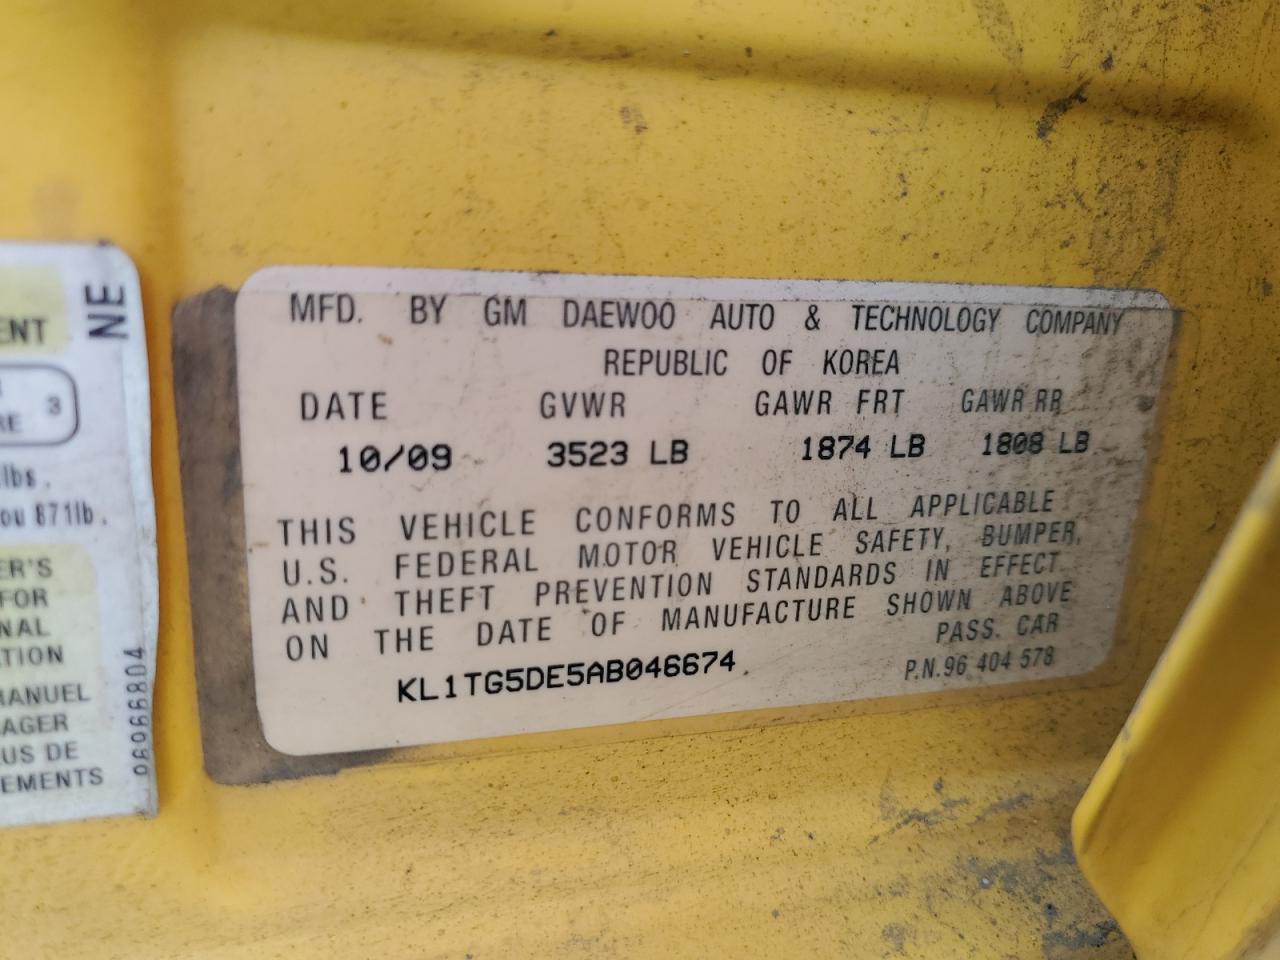 ENT
NE
RE 3
lbs.
ou 871lb.
ER'S
FOR
NAL
TION
MANUEL
AGER
US DE
EMENTS
96966804
MFD. BY GM DAEWOO AUTO & TECHNOLOGY COMPANY
REPUBLIC OF KOREA
DATE GVWR GAWR FRT GAWR RR
10/09 3523 LB 1874 LB 1808 LB
THIS VEHICLE CONFORMS TO ALL APPLICABLE
U.S. FEDERAL MOTOR VEHICLE SAFETY, BUMPER,
AND THEFT PREVENTION STANDARDS IN EFFECT
ON THE DATE OF MANUFACTURE SHOWN ABOVE
PASS. CAR
KL1TG5DE5AB046674
P.N.96 404 578